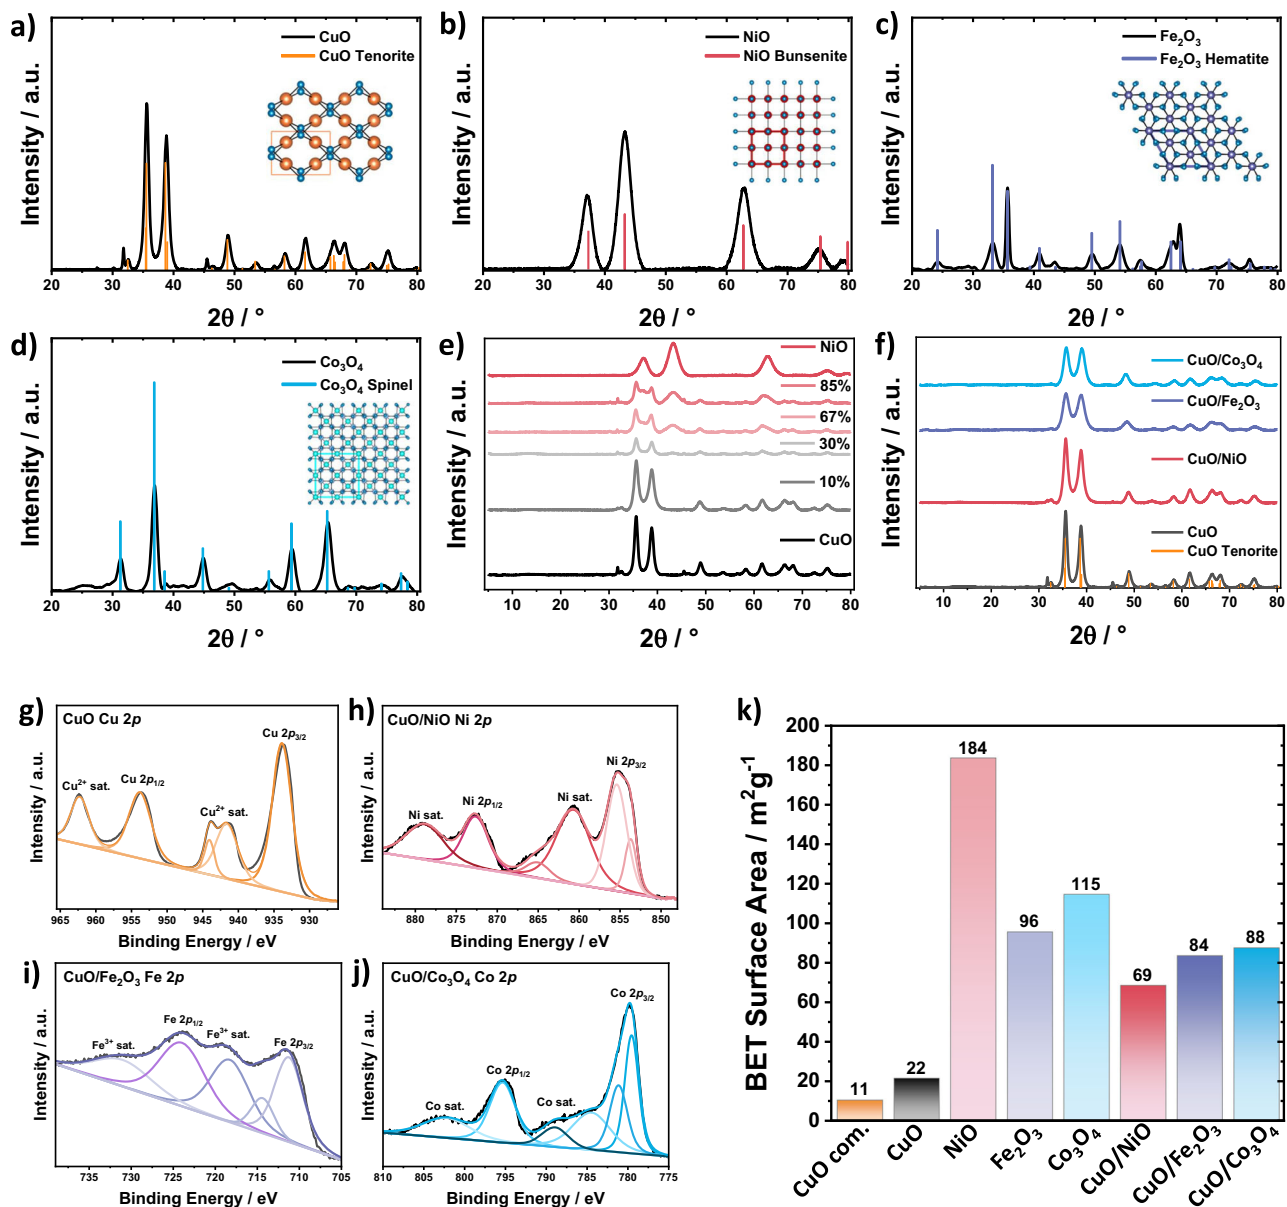 a)
CuO
CuO Tenorite
Intensity / a.u.
20 30 40 50 60 70 80
2θ / °
b)
NiO
NiO Bunsenite
Intensity / a.u.
20 30 40 50 60 70 80
2θ / °
c)
Fe₂O₃
Fe₂O₃ Hematite
Intensity / a.u.
20 30 40 50 60 70 80
2θ / °
d)
Co₃O₄
Co₃O₄ Spinel
Intensity / a.u.
20 30 40 50 60 70 80
2θ / °
e)
NiO
85%
67%
30%
10%
CuO
Intensity / a.u.
10 20 30 40 50 60 70 80
2θ / °
f)
CuO/Co₃O₄
CuO/Fe₂O₃
CuO/NiO
CuO
CuO Tenorite
Intensity / a.u.
10 20 30 40 50 60 70 80
2θ / °
g)
CuO Cu 2p
Cu 2p₃/₂
Cu²⁺ sat.
Cu 2p₁/₂
Cu²⁺ sat.
Intensity / a.u.
965 960 955 950 945 940 935 930
Binding Energy / eV
h)
CuO/NiO Ni 2p
Ni 2p₃/₂
Ni sat.
Ni 2p₁/₂
Ni sat.
Intensity / a.u.
880 875 870 865 860 855 850
Binding Energy / eV
i)
CuO/Fe₂O₃ Fe 2p
Fe³⁺ sat.
Fe 2p₁/₂
Fe³⁺ sat.
Fe 2p₃/₂
Intensity / a.u.
735 730 725 720 715 710 705
Binding Energy / eV
j)
CuO/Co₃O₄ Co 2p
Co 2p₃/₂
Co 2p₁/₂
Co sat.
Co sat.
Intensity / a.u.
810 805 800 795 790 785 780 775
Binding Energy / eV
k)
BET Surface Area / m²g⁻¹
200
180
160
140
120
100
80
60
40
20
0
11
22
184
96
115
69
84
88
CuO com.
CuO
NiO
Fe₂O₃
Co₃O₄
CuO/NiO
CuO/Fe₂O₃
CuO/Co₃O₄